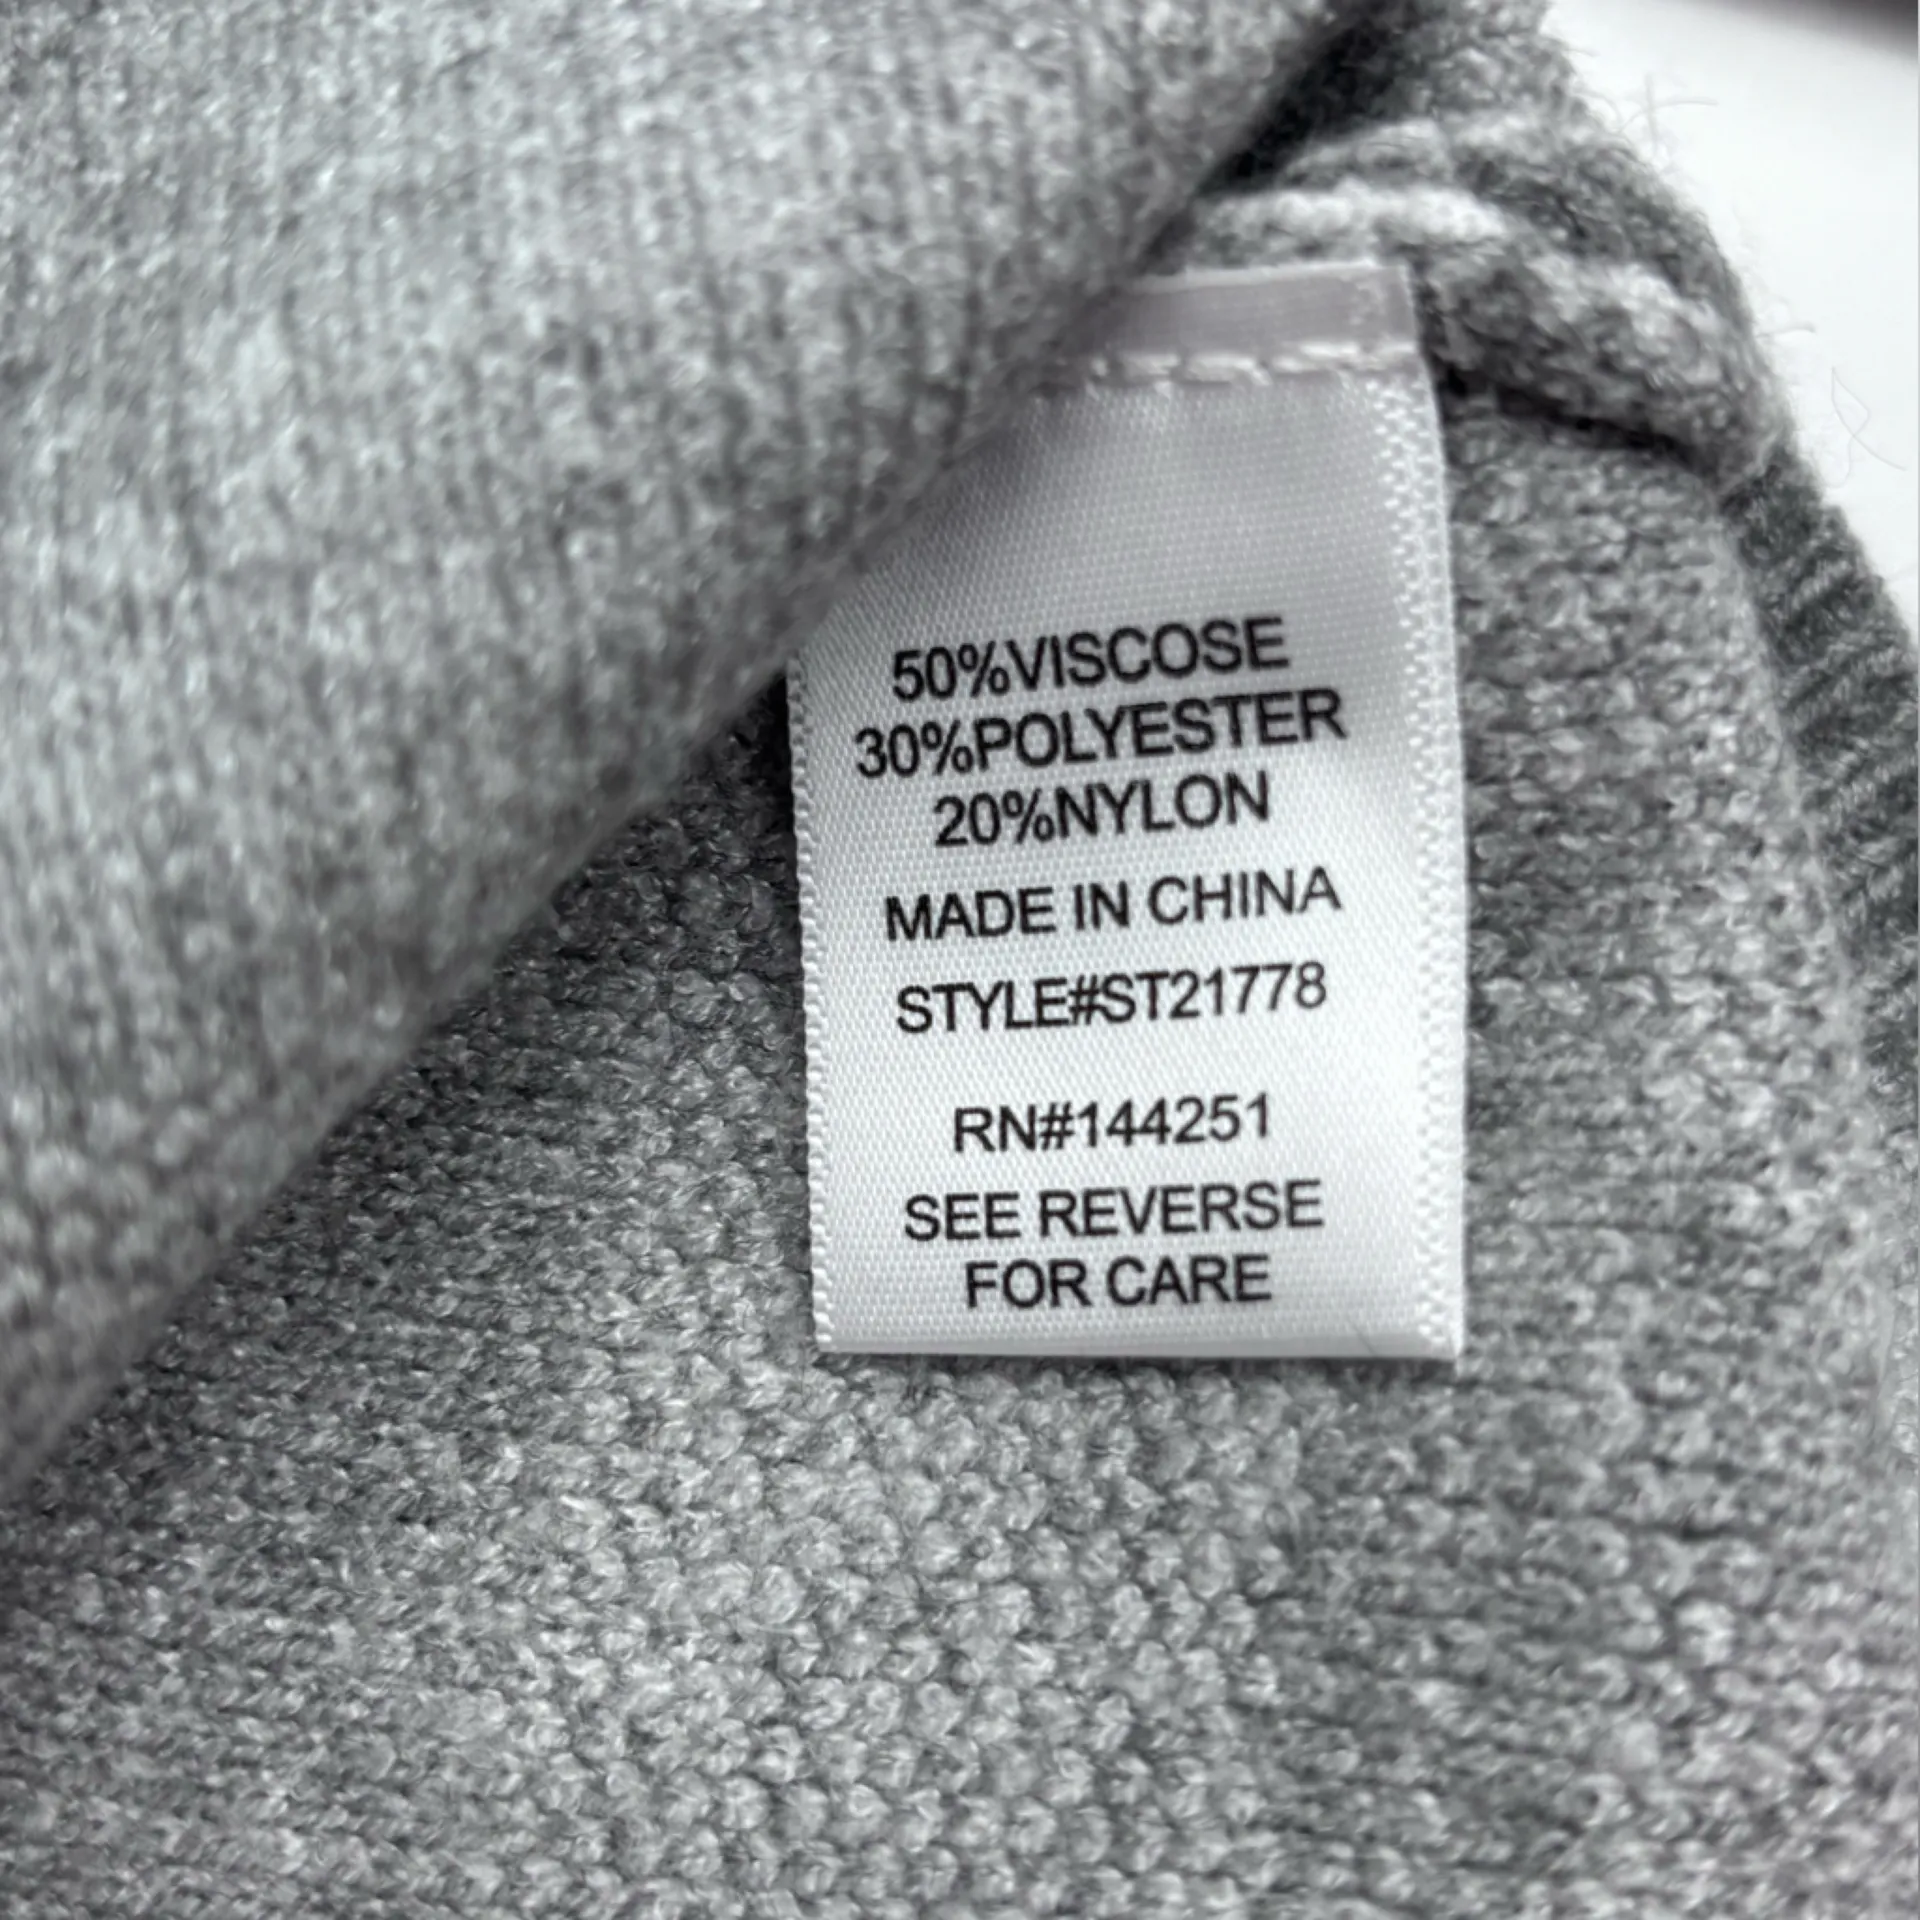 50%VISCOSE
30%POLYESTER
20%NYLON
MADE IN CHINA
STYLE#ST21778
RN#144251
SEE REVERSE
FOR CARE